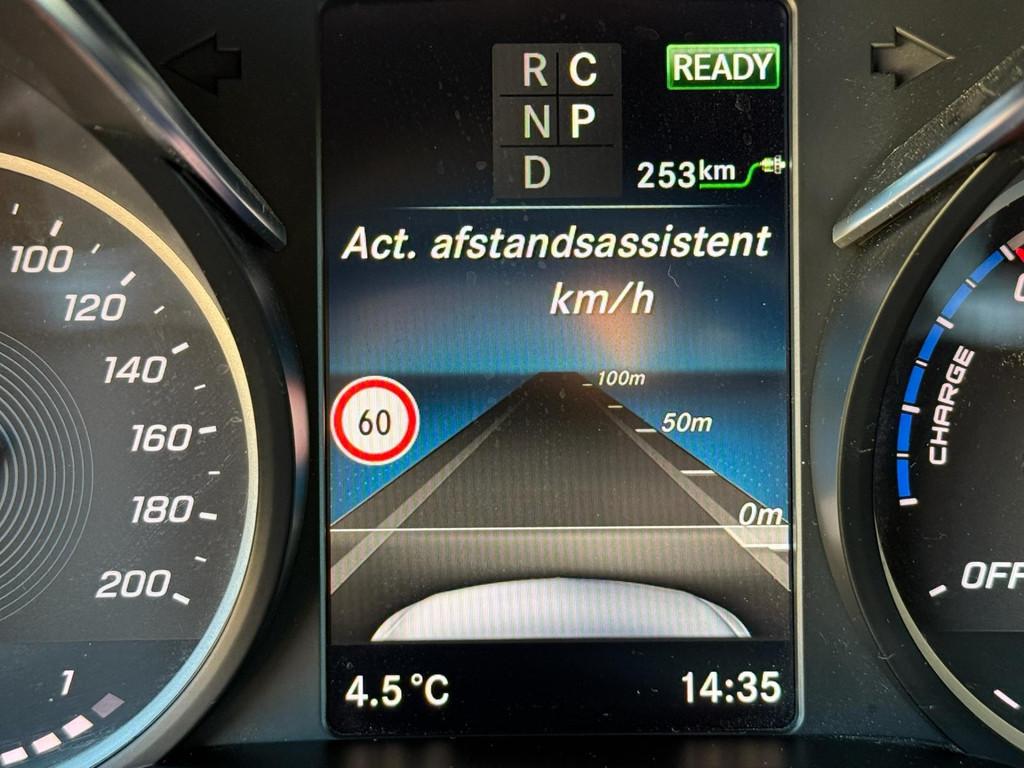 R C
READY
N P
D
253km
Act. afstandsassistent
km/h
100m
60
50m
0m
4.5°C
14:35
100
120
140
160
180
200
1
CHARGE
OFF